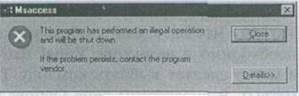 Msaccess
This program has performed an illegal operation
and will be shut down.
If the problem persists, contact the program
vendor.
Close
Details>>